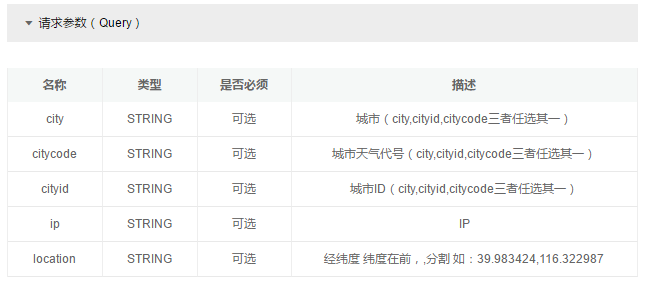 请求参数（Query）
名称 类型 是否必须 描述
city STRING 可选 城市（city,cityid,citycode三者任选其一）
citycode STRING 可选 城市天气代号（city,cityid,citycode三者任选其一）
cityid STRING 可选 城市ID（city,cityid,citycode三者任选其一）
ip STRING 可选 IP
location STRING 可选 经纬度 纬度在前，,分割 如：39.983424,116.322987